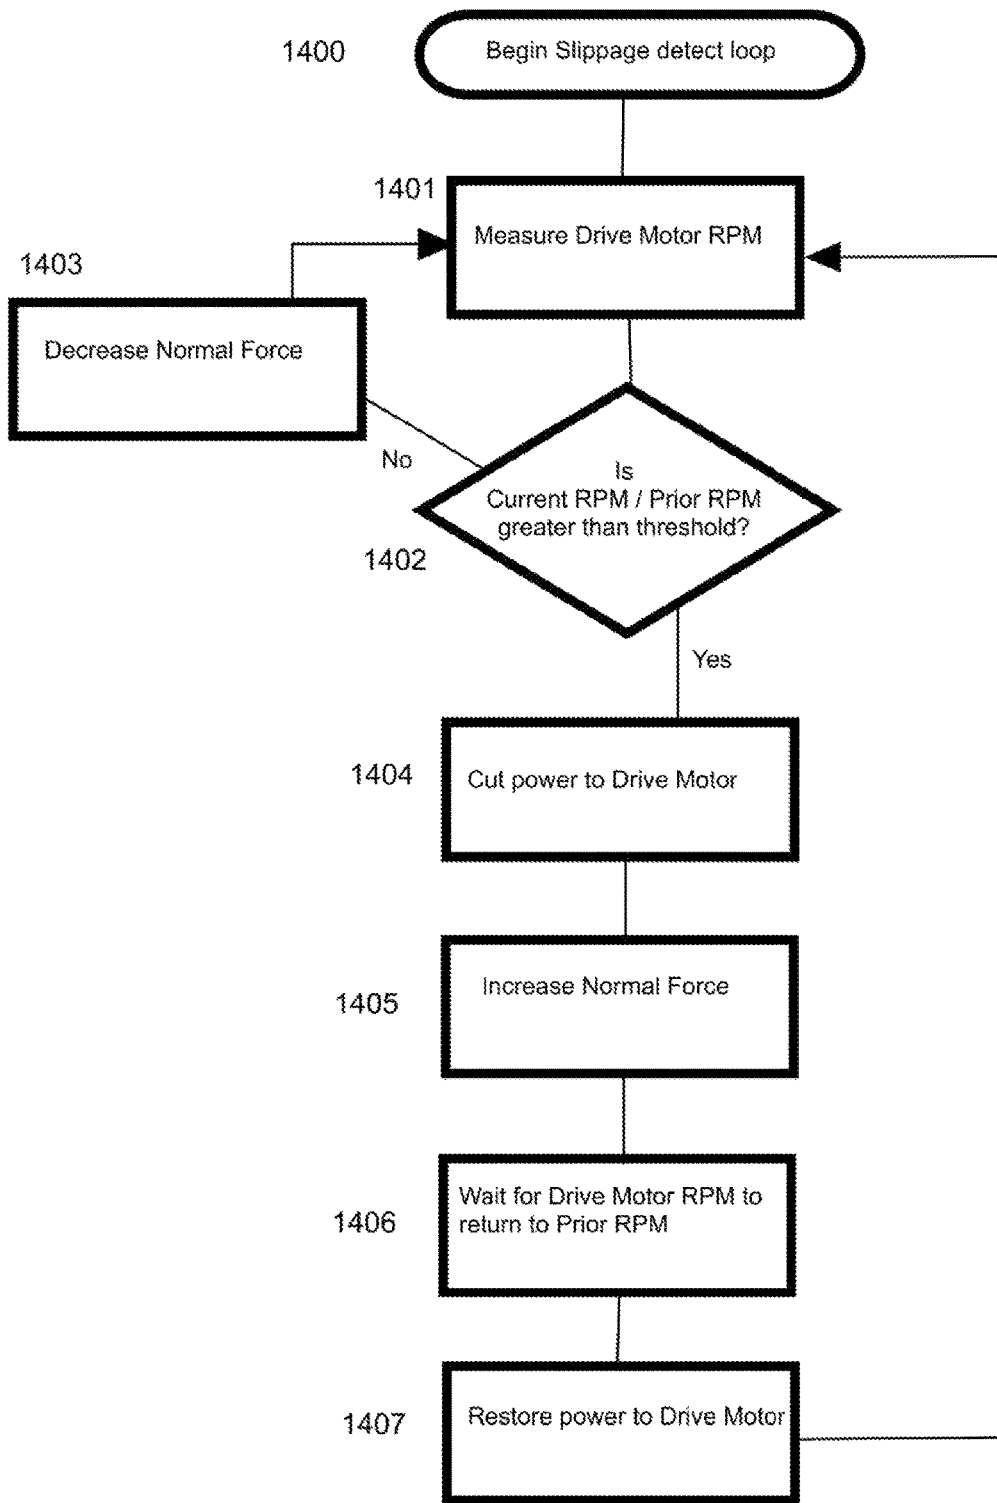 1400
Begin Slippage detect loop
1401
Measure Drive Motor RPM
1403
Decrease Normal Force
No
Is
Current RPM / Prior RPM
greater than threshold?
1402
Yes
1404
Cut power to Drive Motor
1405
Increase Normal Force
1406
Wait for Drive Motor RPM to
return to Prior RPM
1407
Restore power to Drive Motor